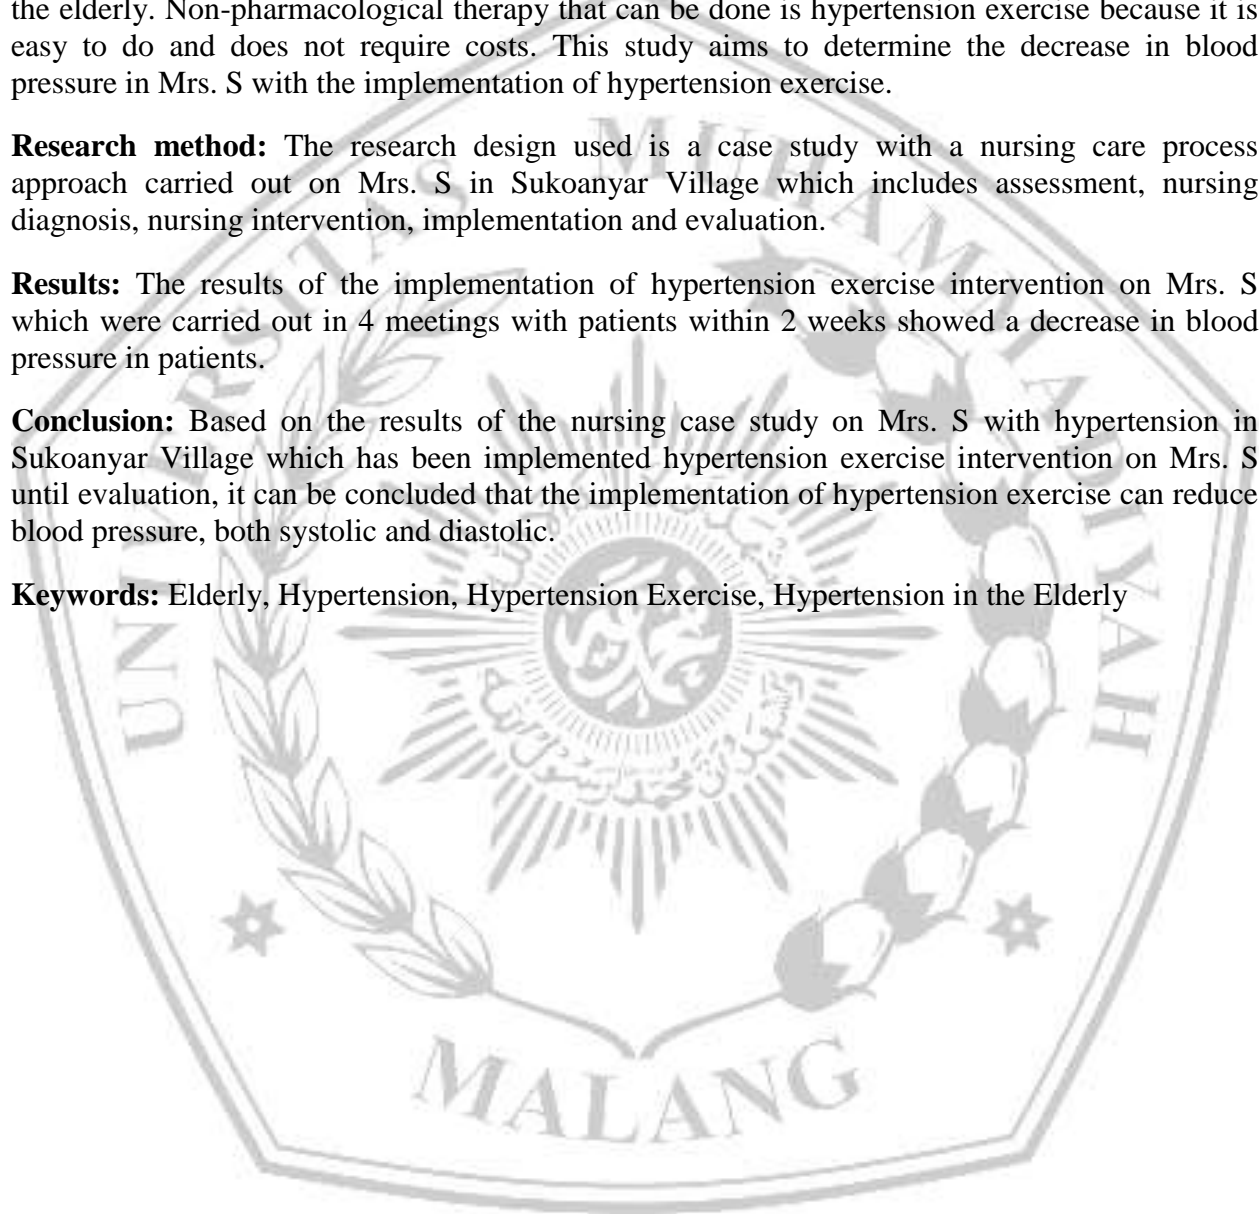 the elderly. Non-pharmacological therapy that can be done is hypertension exercise because it is
easy to do and does not require costs. This study aims to determine the decrease in blood
pressure in Mrs. S with the implementation of hypertension exercise.
Research method: The research design used is a case study with a nursing care process
approach carried out on Mrs. S in Sukoanyar Village which includes assessment, nursing
diagnosis, nursing intervention, implementation and evaluation.
Results: The results of the implementation of hypertension exercise intervention on Mrs. S
which were carried out in 4 meetings with patients within 2 weeks showed a decrease in blood
pressure in patients.
Conclusion: Based on the results of the nursing case study on Mrs. S with hypertension in
Sukoanyar Village which has been implemented hypertension exercise intervention on Mrs. S
until evaluation, it can be concluded that the implementation of hypertension exercise can reduce
blood pressure, both systolic and diastolic.
Keywords: Elderly, Hypertension, Hypertension Exercise, Hypertension in the Elderly
UNIVERSITAS MUHAMMADIYAH
MALANG